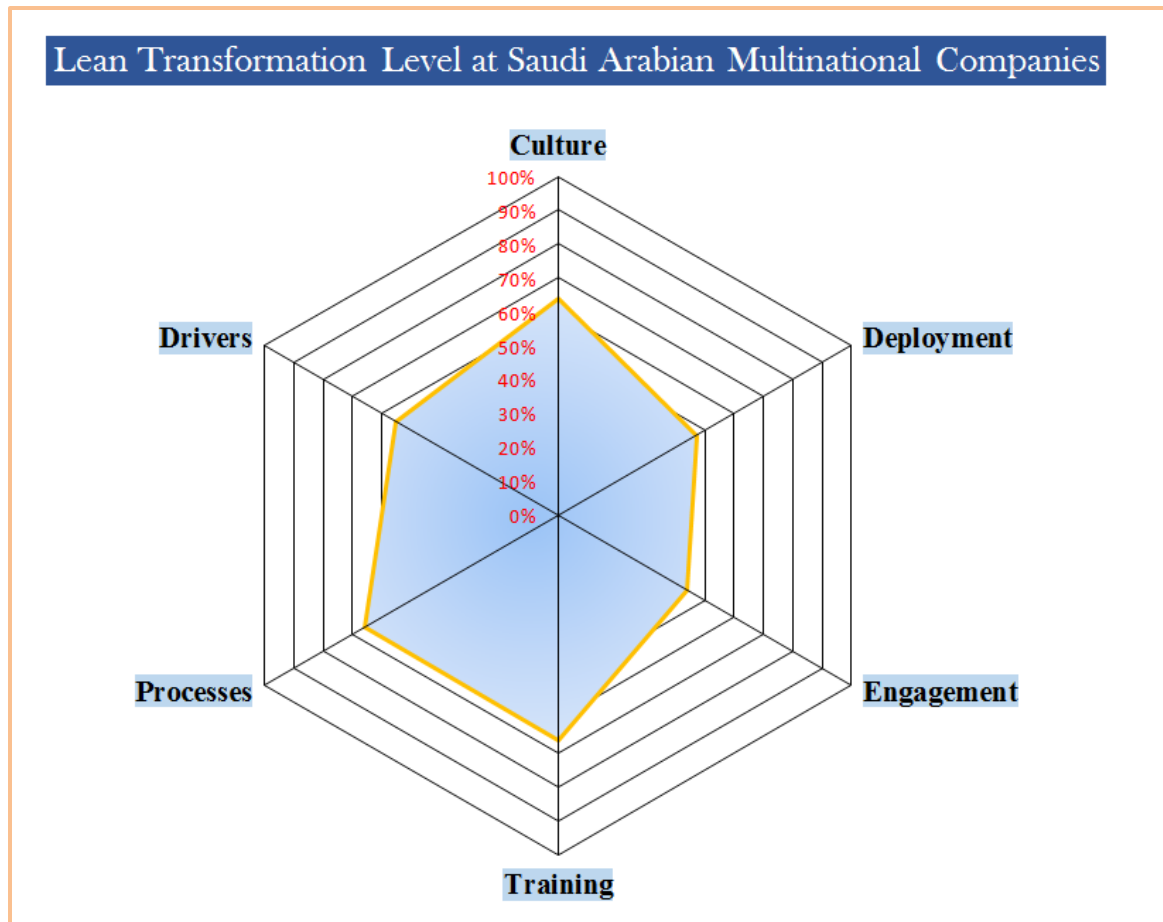 Lean Transformation Level at Saudi Arabian Multinational Companies
Culture
100%
90%
80%
70%
60%
50%
40%
30%
20%
10%
0%
Drivers
Deployment
Processes
Engagement
Training